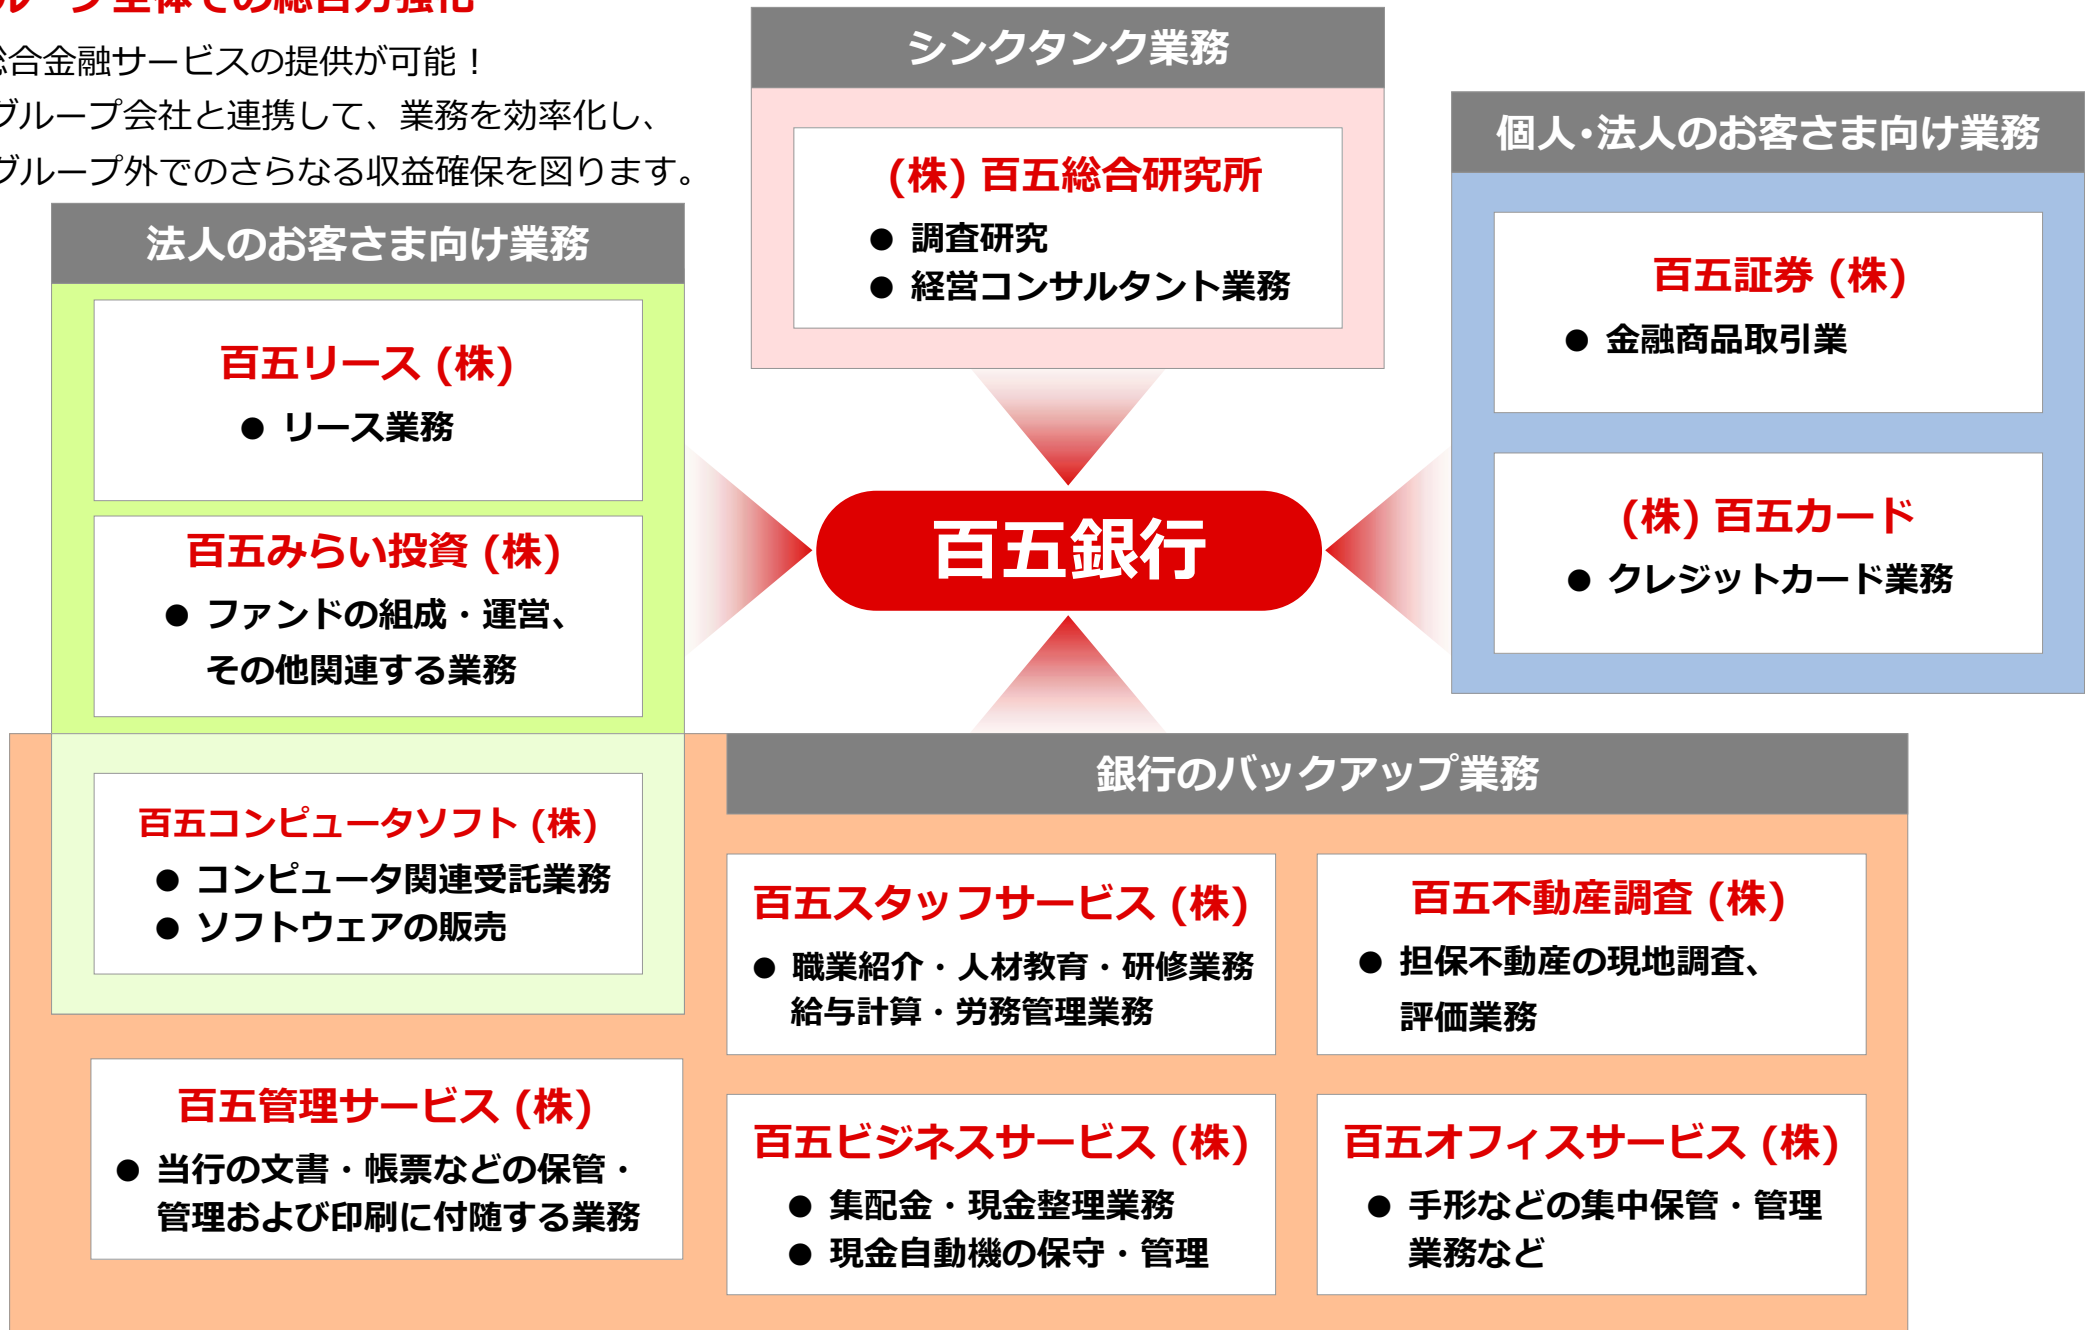 ループ全体での総合力強化
総合金融サービスの提供が可能！
グループ会社と連携して、業務を効率化し、
グループ外でのさらなる収益確保を図ります。
シンクタンク業務
(株) 百五総合研究所
● 調査研究
● 経営コンサルタント業務
個人・法人のお客さま向け業務
百五証券 (株)
● 金融商品取引業
(株) 百五カード
● クレジットカード業務
法人のお客さま向け業務
百五リース (株)
● リース業務
百五みらい投資 (株)
● ファンドの組成・運営、
その他関連する業務
百五銀行
百五コンピュータソフト (株)
● コンピュータ関連受託業務
● ソフトウェアの販売
銀行のバックアップ業務
百五スタッフサービス (株)
● 職業紹介・人材教育・研修業務
給与計算・労務管理業務
百五不動産調査 (株)
● 担保不動産の現地調査、
評価業務
百五管理サービス (株)
● 当行の文書・帳票などの保管・
管理および印刷に付随する業務
百五ビジネスサービス (株)
● 集配金・現金整理業務
● 現金自動機の保守・管理
百五オフィスサービス (株)
● 手形などの集中保管・管理
業務など